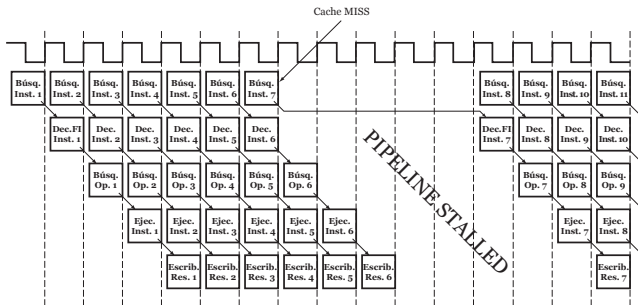 Cache MISS
Búsq. Búsq. Búsq. Búsq. Búsq. Búsq. Búsq. Búsq. Búsq. Búsq. Búsq.
Inst. 1 Inst. 2 Inst. 3 Inst. 4 Inst. 5 Inst. 6 Inst. 7 Inst. 8 Inst. 9 Inst. 10 Inst. 11
Dec.FI Dec. Dec. Dec. Dec. Dec. Dec.FI Dec. Dec. Dec.
Inst. 1 Inst. 2 Inst. 3 Inst. 4 Inst. 5 Inst. 6 Inst. 7 Inst. 8 Inst. 9 Inst. 10
PIPELINE STALLED
Búsq. Búsq. Búsq. Búsq. Búsq. Búsq. Búsq. Búsq. Búsq.
Op. 1 Op. 2 Op. 3 Op. 4 Op. 5 Op. 6 Op. 7 Op. 8 Op. 9
Ejec. Ejec. Ejec. Ejec. Ejec. Ejec. Ejec. Ejec.
Inst. 1 Inst. 2 Inst. 3 Inst. 4 Inst. 5 Inst. 6 Inst. 7 Inst. 8
Escrib. Escrib. Escrib. Escrib. Escrib. Escrib. Escrib.
Res. 1 Res. 2 Res. 3 Res. 4 Res. 5 Res. 6 Res. 7